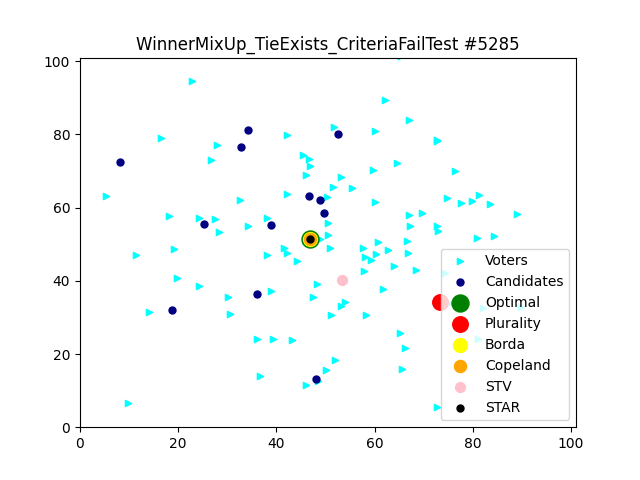 WinnerMixUp_TieExists_CriteriaFailTest #5285
100
80
60
40
20
0
0 20 40 60 80 100
Voters
Candidates
Optimal
Plurality
Borda
Copeland
STV
STAR